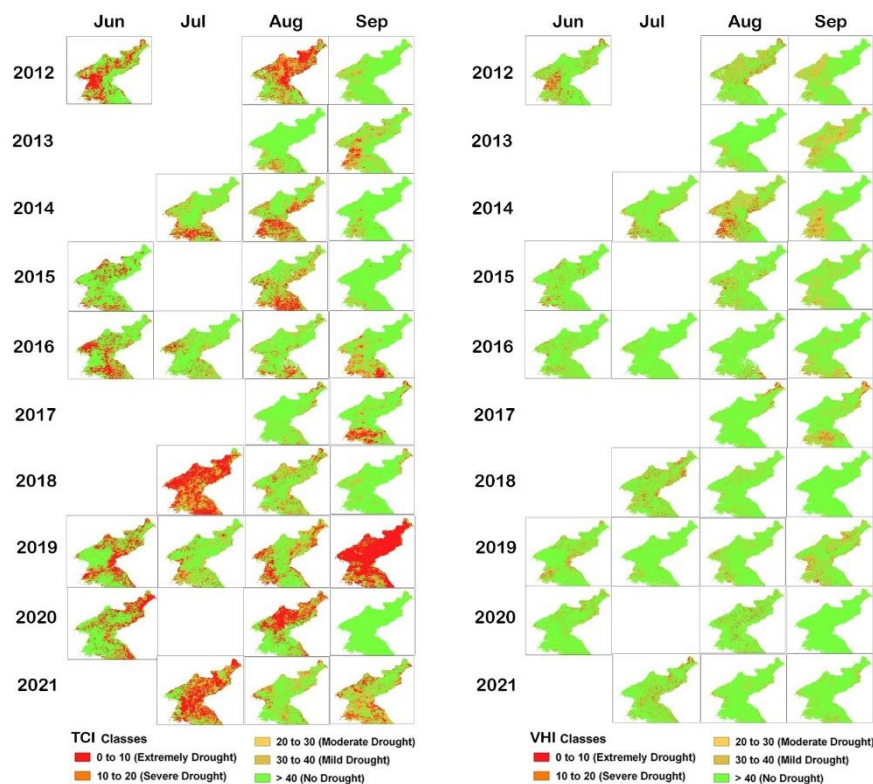 Jun Jul Aug Sep Jun Jul Aug Sep
2012 2012
2013 2013
2014 2014
2015 2015
2016 2016
2017 2017
2018 2018
2019 2019
2020 2020
2021 2021
TCI Classes
0 to 10 (Extremely Drought)
10 to 20 (Severe Drought)
20 to 30 (Moderate Drought)
30 to 40 (Mild Drought)
> 40 (No Drought)
VHI Classes
0 to 10 (Extremely Drought)
10 to 20 (Severe Drought)
20 to 30 (Moderate Drought)
30 to 40 (Mild Drought)
> 40 (No Drought)